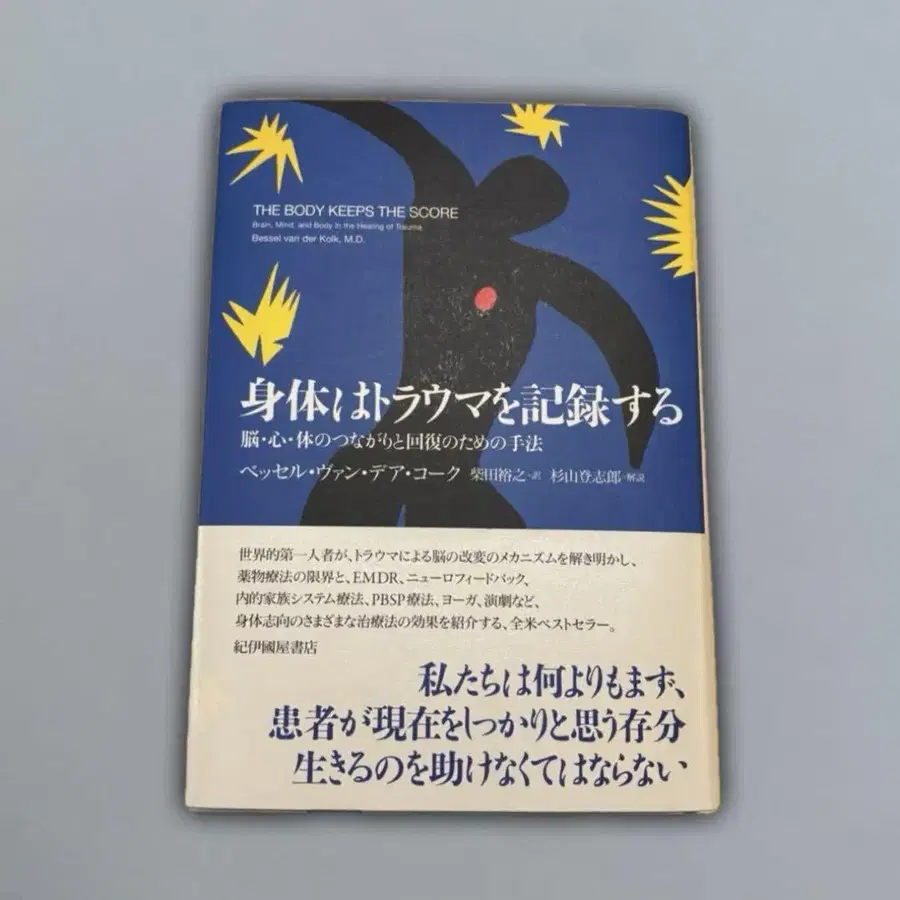 THE BODY KEEPS THE SCORE
Brain, Mind, and Body in the Healing of Trauma
Bessel van der Kolk, M.D.
身体はトラウマを記録する
脳・心・体のつながりと回復のための手法
ベッセル・ヴァン・デア・コーク 柴田裕之・訳 杉山登志郎・解説
世界的第一人者が、トラウマによる脳の改変のメカニズムを解き明かし、
薬物療法の限界と、EMDR、ニューロフィードバック、
内的家族システム療法、PBSP療法、ヨーガ、演劇など、
身体志向のさまざまな治療法の効果を紹介する、全米ベストセラー。
紀伊國屋書店
私たちは何よりもまず、
患者が現在をしっかりと思う存分
生きるのを助けなくてはならない